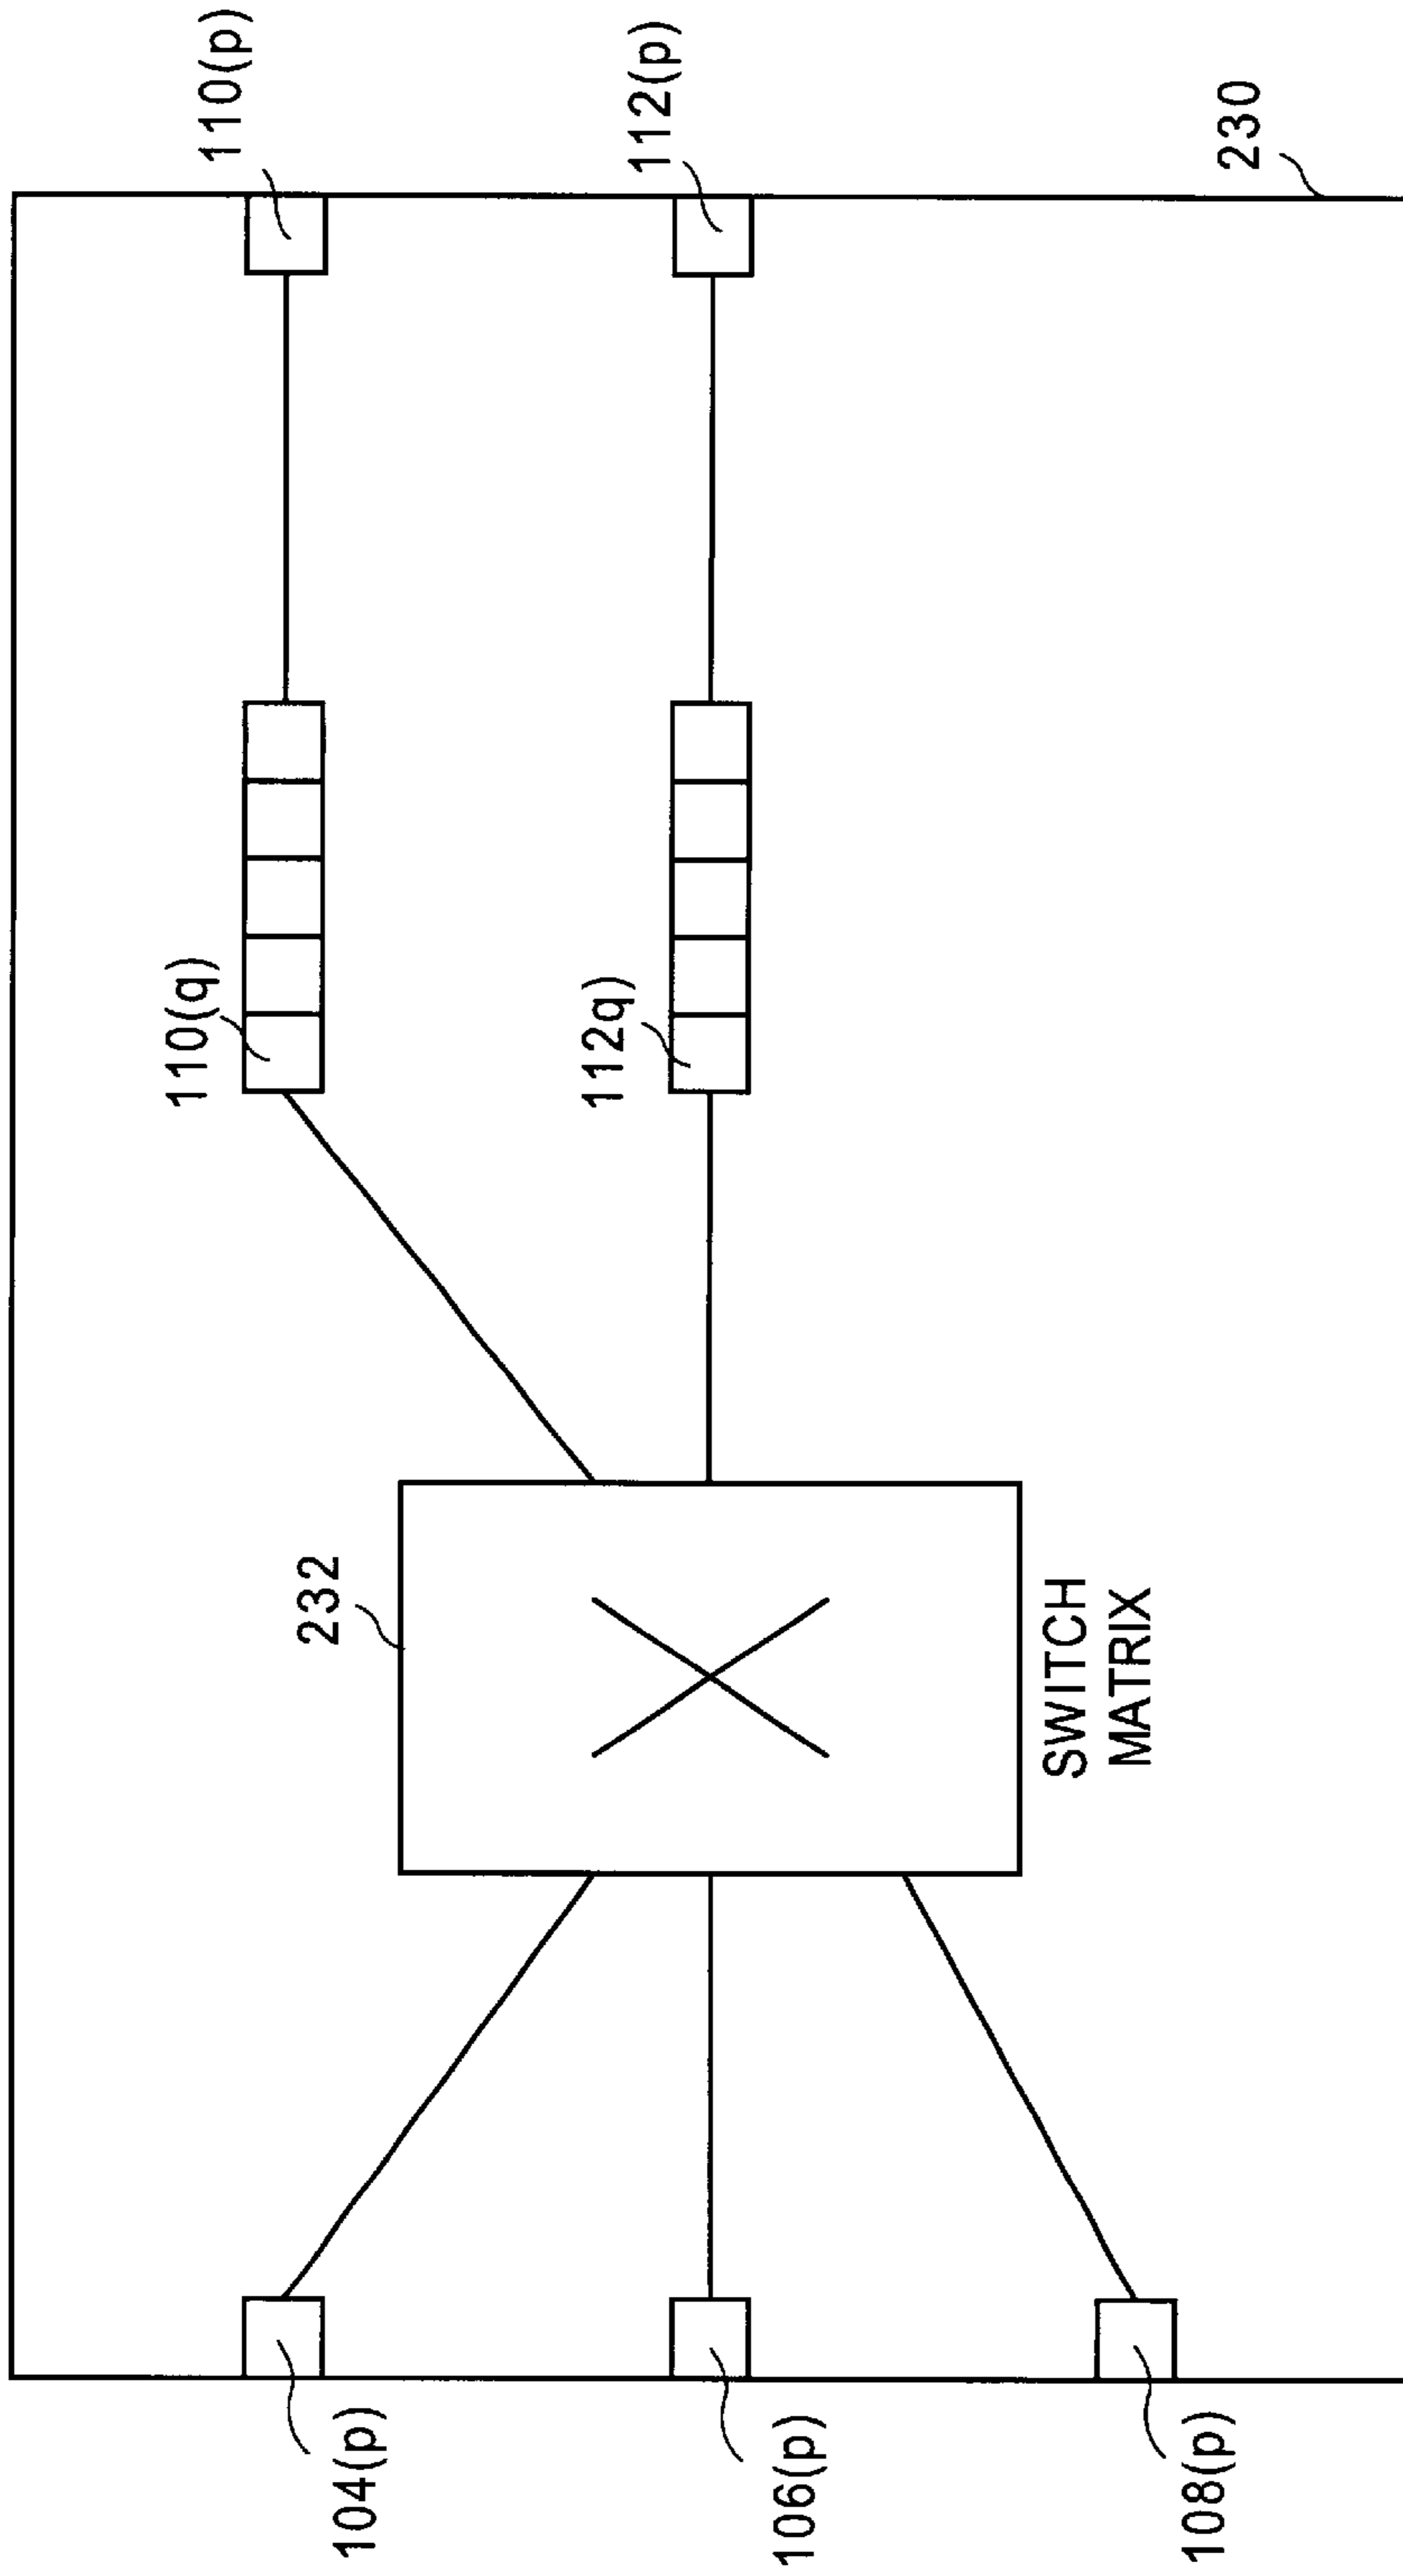 110(p)
112(p)
230
110(q)
112q)
232
SWITCH
MATRIX
104(p)
106(p)
108(p)